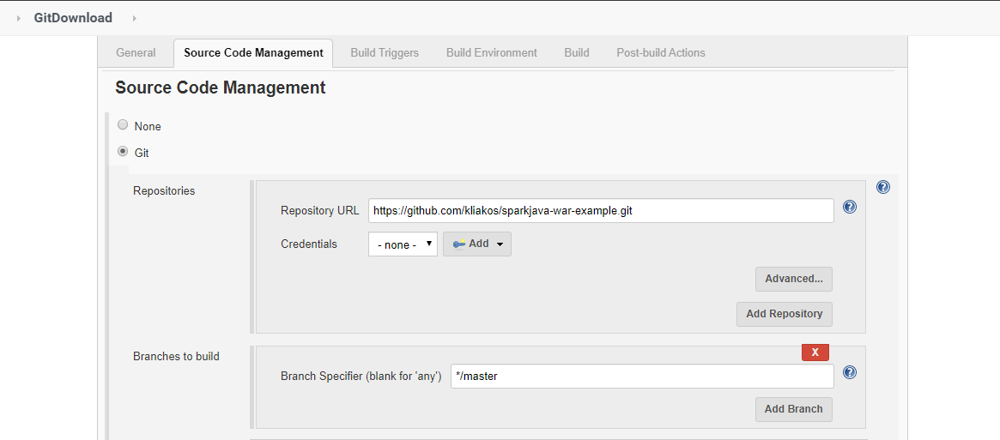 GitDownload
General Source Code Management Build Triggers Build Environment Build Post-build Actions
Source Code Management
None
Git
Repositories
Repository URL https://github.com/kliakos/sparkjava-war-example.git
Credentials - none - Add
Advanced...
Add Repository
Branches to build
X
Branch Specifier (blank for 'any') */master
Add Branch